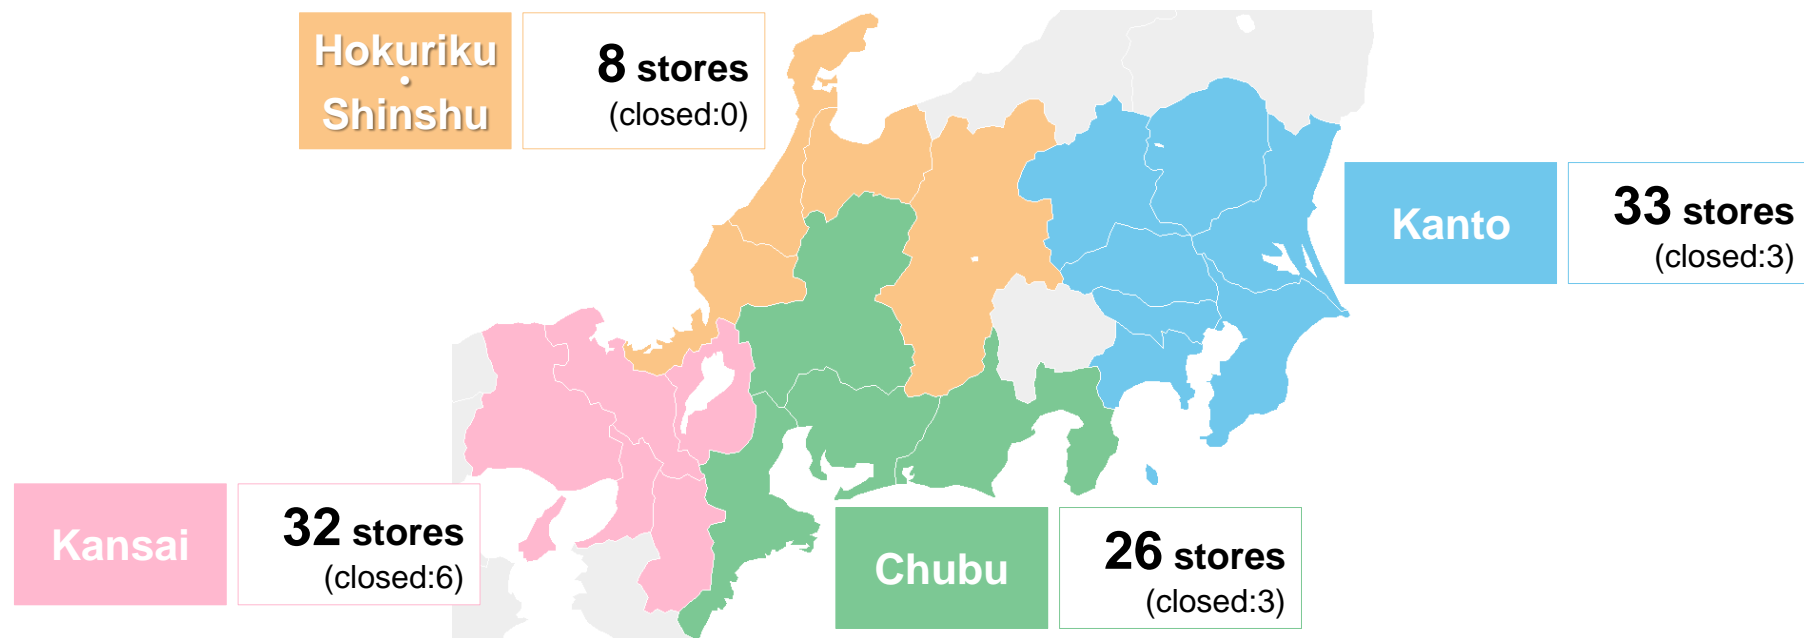 Hokuriku
・
Shinshu
8 stores
(closed:0)
Kanto
33 stores
(closed:3)
Kansai
32 stores
(closed:6)
Chubu
26 stores
(closed:3)